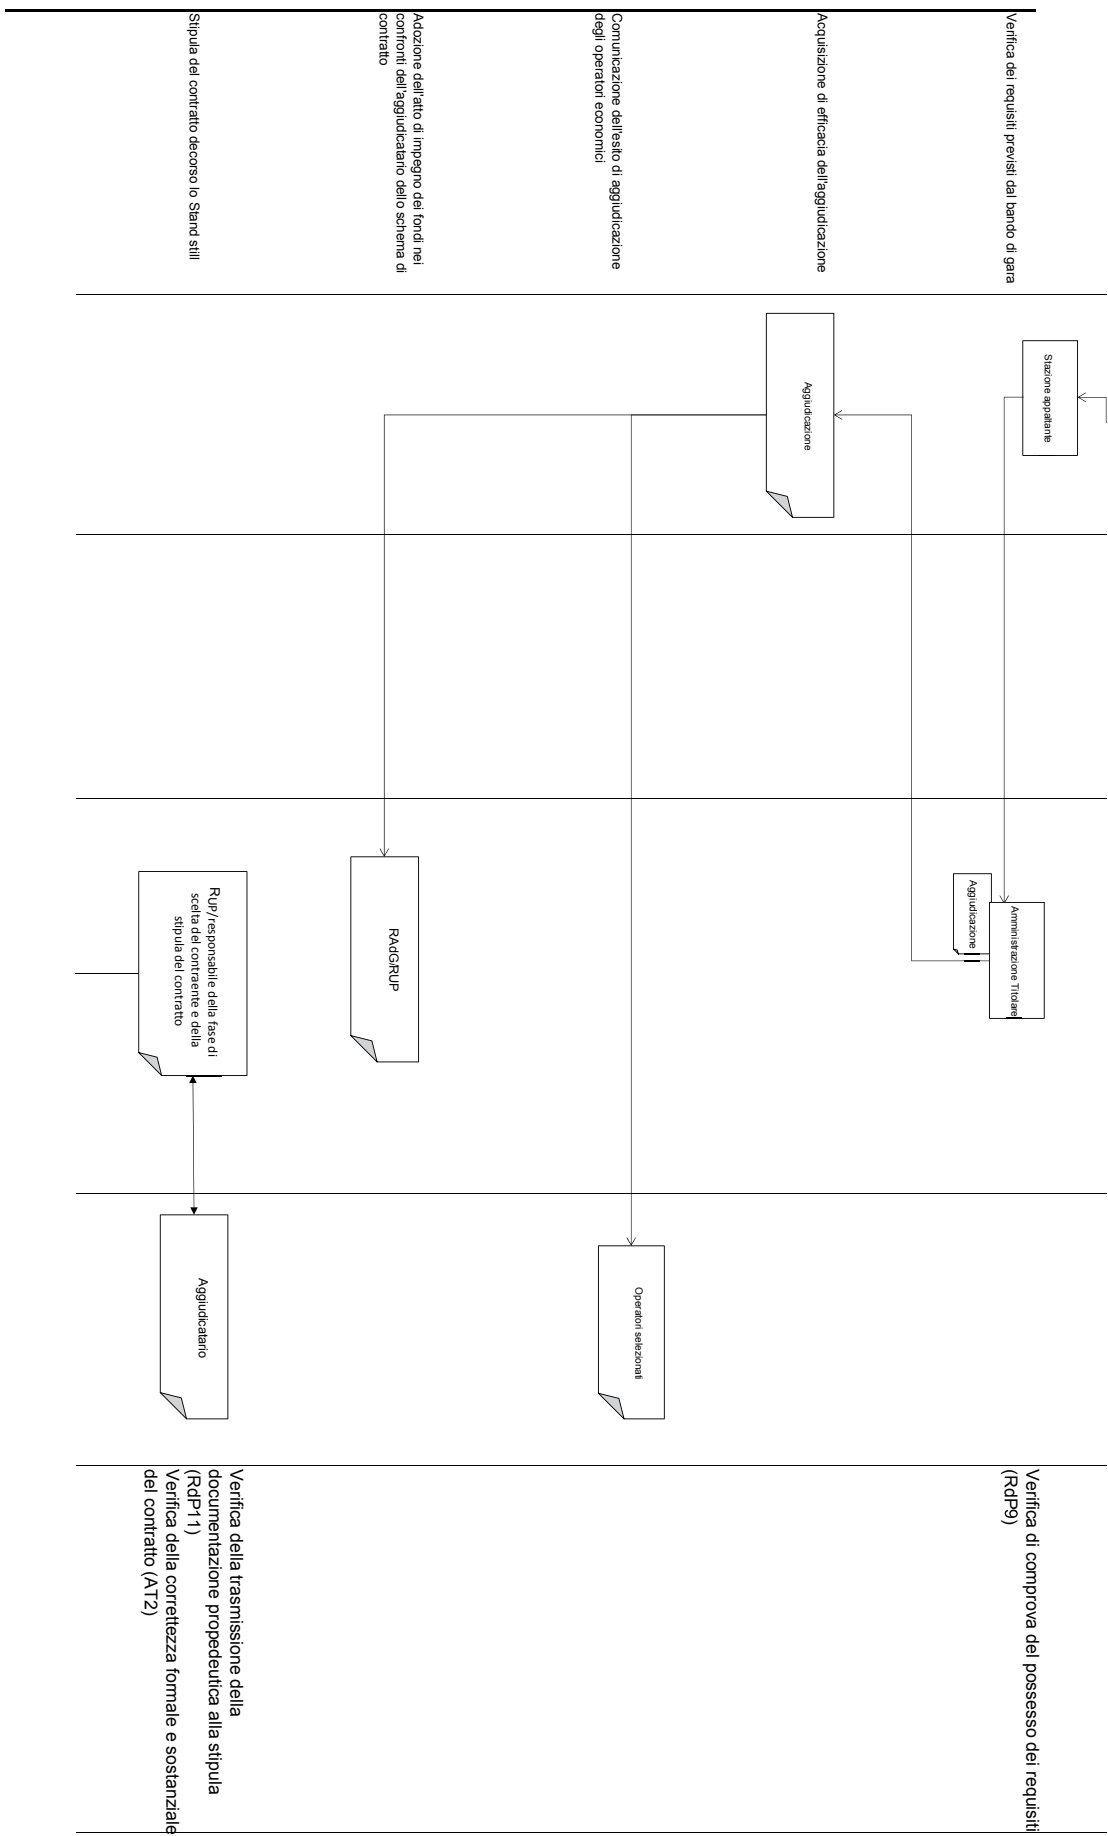 Verifica dei requisiti previsti dal bando di gara
Stazione appaltante
Amministrazione Titolare
Aggiudicazione
Verifica di comprova del possesso dei requisiti
(RdP9)
Acquisizione di efficacia dell'aggiudicazione
Aggiudicazione
Comunicazione dell'esito di aggiudicazione
degli operatori economici
Operatori selezionati
Adozione dell'atto di impegno dei fondi nei
confronti dell'aggiudicatario dello schema di
contratto
RAdG/RUP
Stipula del contratto decorso lo Stand still
RUP/responsabile della fase di
scelta del contraente e della
stipula del contratto
Aggiudicatario
Verifica della trasmissione della
documentazione propedeutica alla stipula
(RdP11)
Verifica della correttezza formale e sostanziale
del contratto (AT2)